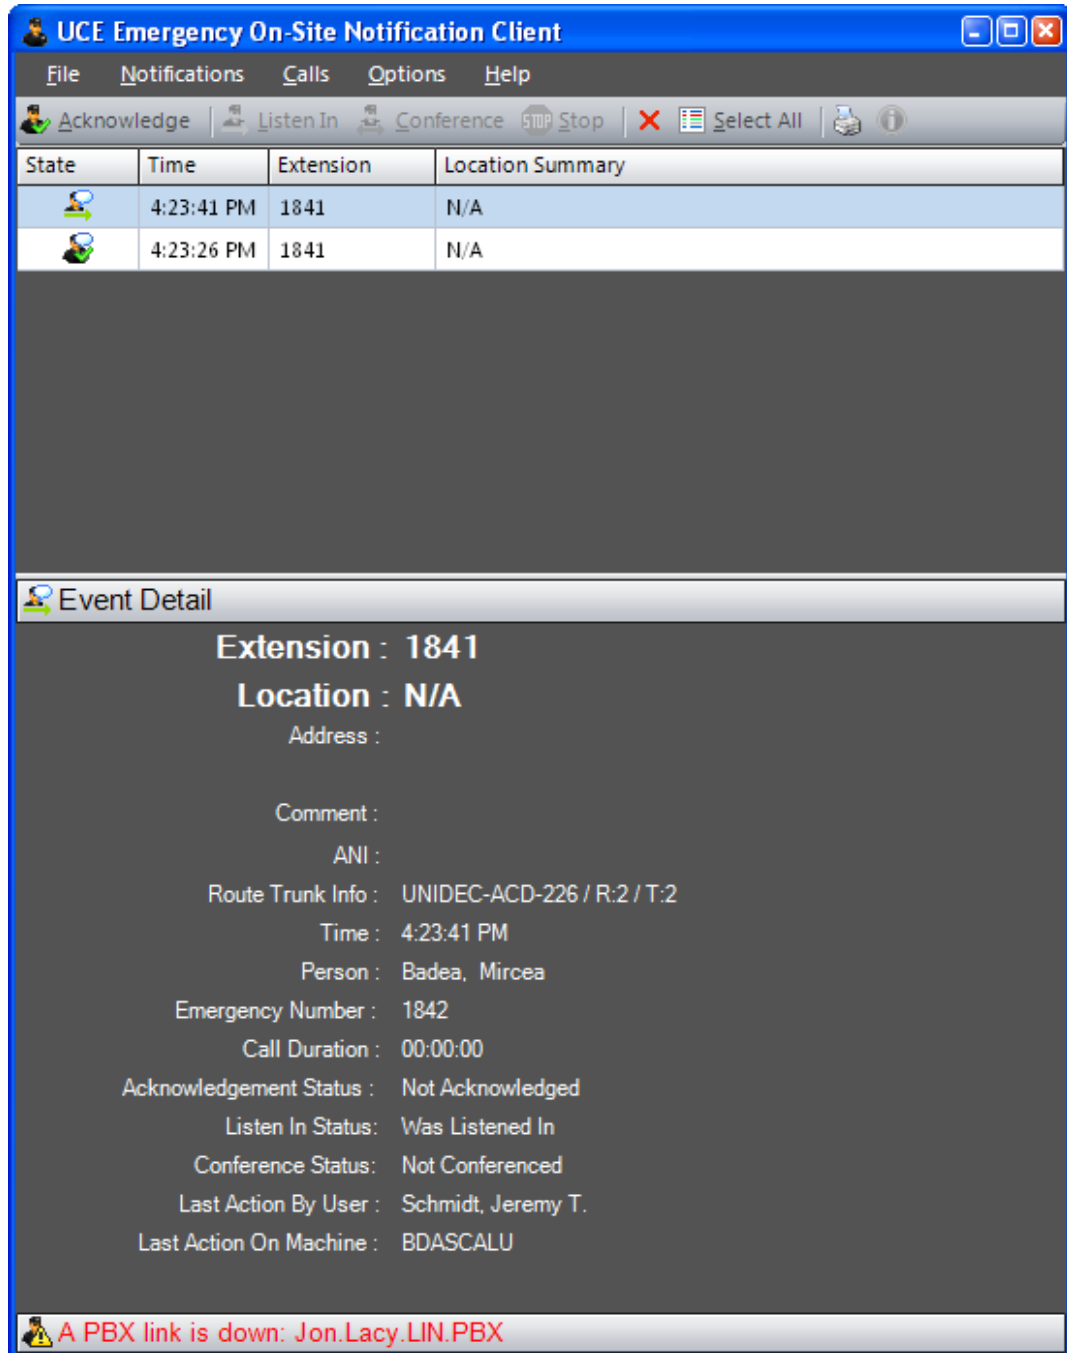 UCE Emergency On-Site Notification Client
File Notifications Calls Options Help
Acknowledge Listen In Conference STOP Stop Select All
State Time Extension Location Summary
4:23:41 PM 1841 N/A
4:23:26 PM 1841 N/A
Event Detail
Extension : 1841
Location : N/A
Address :
Comment :
ANI :
Route Trunk Info : UNIDEC-ACD-226 / R:2 / T:2
Time : 4:23:41 PM
Person : Badea, Mircea
Emergency Number : 1842
Call Duration : 00:00:00
Acknowledgement Status : Not Acknowledged
Listen In Status: Was Listened In
Conference Status: Not Conferenced
Last Action By User : Schmidt, Jeremy T.
Last Action On Machine : BDASCALU
A PBX link is down: Jon.Lacy.LIN.PBX